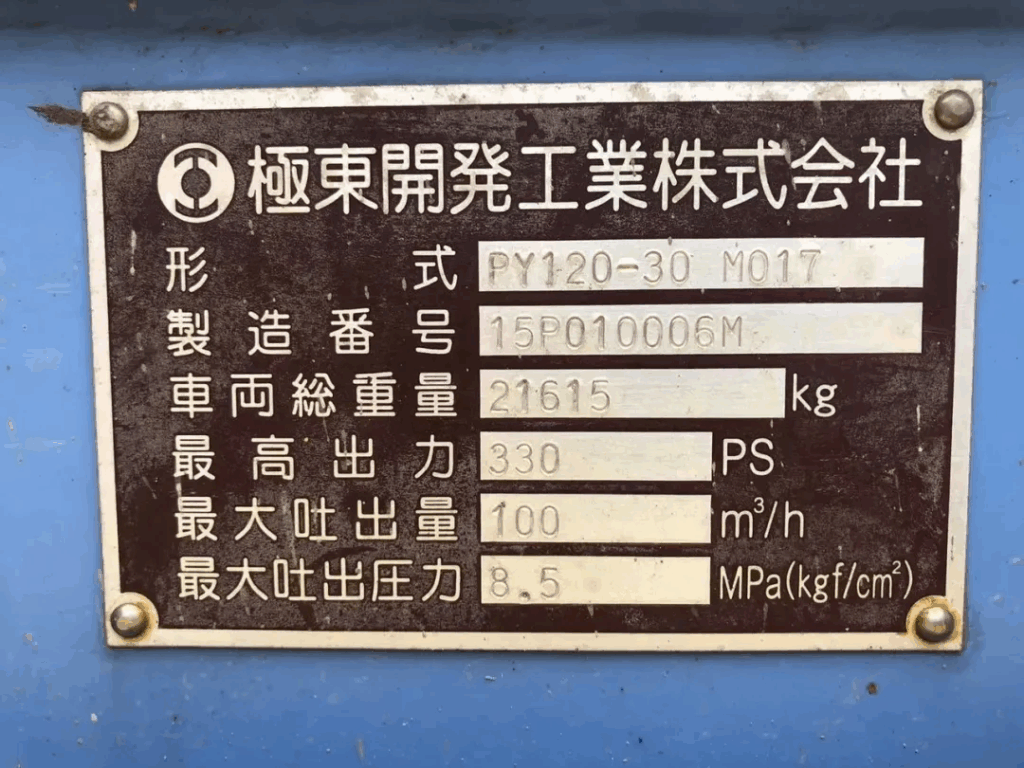 極東開発工業株式会社
形式 PY120-30 M017
製造番号 15P010006M
車両総重量 21615 kg
最高出力 330 PS
最大吐出量 100 m³/h
最大吐出圧力 8.5 MPa(kgf/cm²)